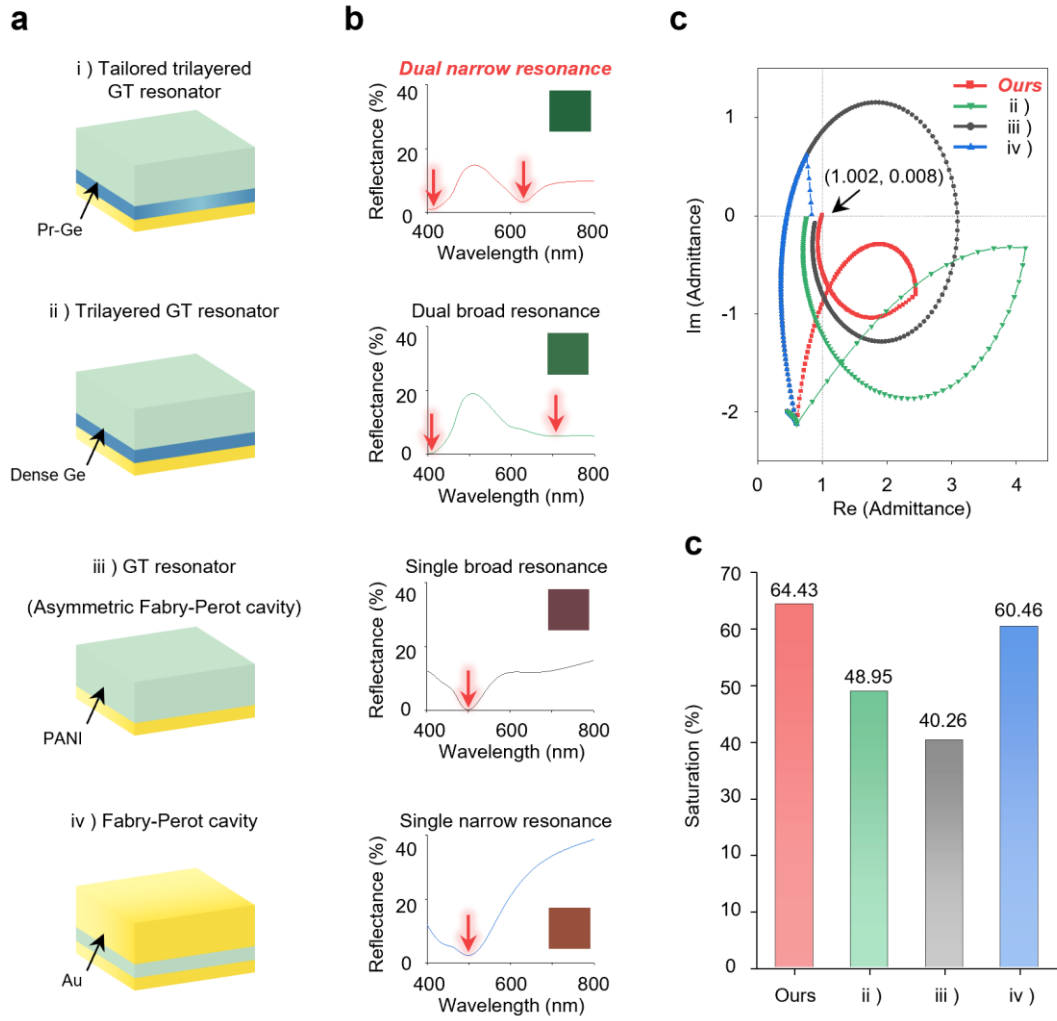 a
i ) Tailored trilayered
GT resonator
Pr-Ge
ii ) Trilayered GT resonator
Dense Ge
iii ) GT resonator
(Asymmetric Fabry-Perot cavity)
PANI
iv ) Fabry-Perot cavity
Au
b
Dual narrow resonance
Reflectance (%)
40
20
0
400 600 800
Wavelength (nm)
Dual broad resonance
Reflectance (%)
40
20
0
400 600 800
Wavelength (nm)
Single broad resonance
Reflectance (%)
40
20
0
400 600 800
Wavelength (nm)
Single narrow resonance
Reflectance (%)
40
20
0
400 600 800
Wavelength (nm)
c
Im (Admittance)
1
0
-1
-2
0 1 2 3 4
Re (Admittance)
Ours
ii )
iii )
iv )
(1.002, 0.008)
c
Saturation (%)
70
60
50
40
30
10
10
0
64.43
48.95
40.26
60.46
Ours ii ) iii ) iv )